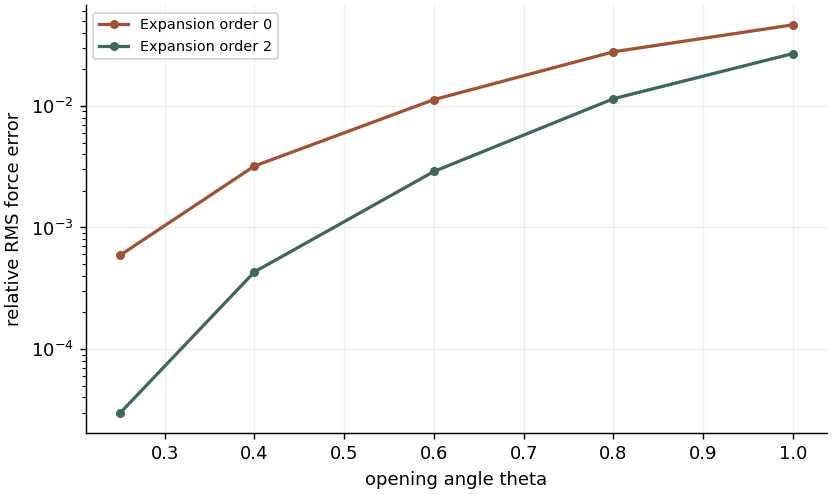 Expansion order 0
Expansion order 2
relative RMS force error
10⁻²
10⁻³
10⁻⁴
0.3 0.4 0.5 0.6 0.7 0.8 0.9 1.0
opening angle theta